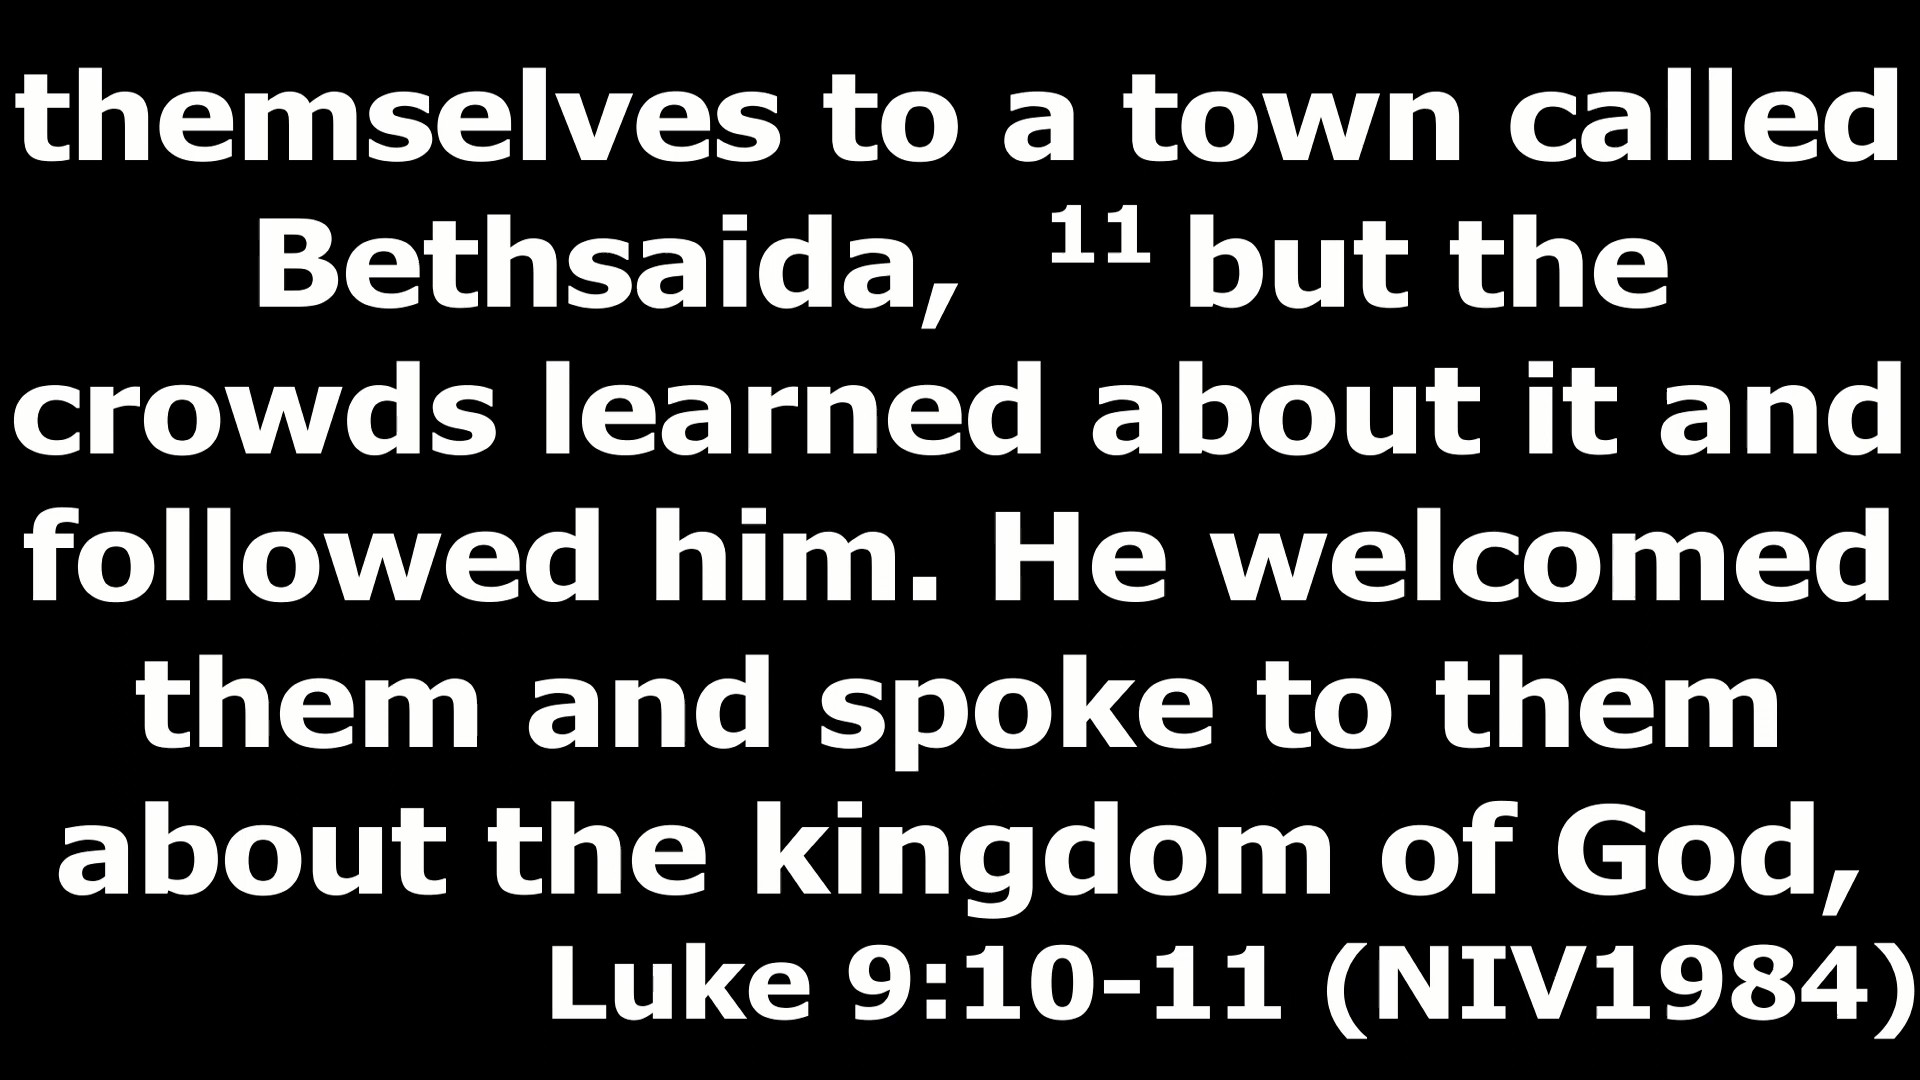 themselves to a town called
Bethsaida, 11 but the
crowds learned about it and
followed him. He welcomed
them and spoke to them
about the kingdom of God,
Luke 9:10-11 (NIV1984)